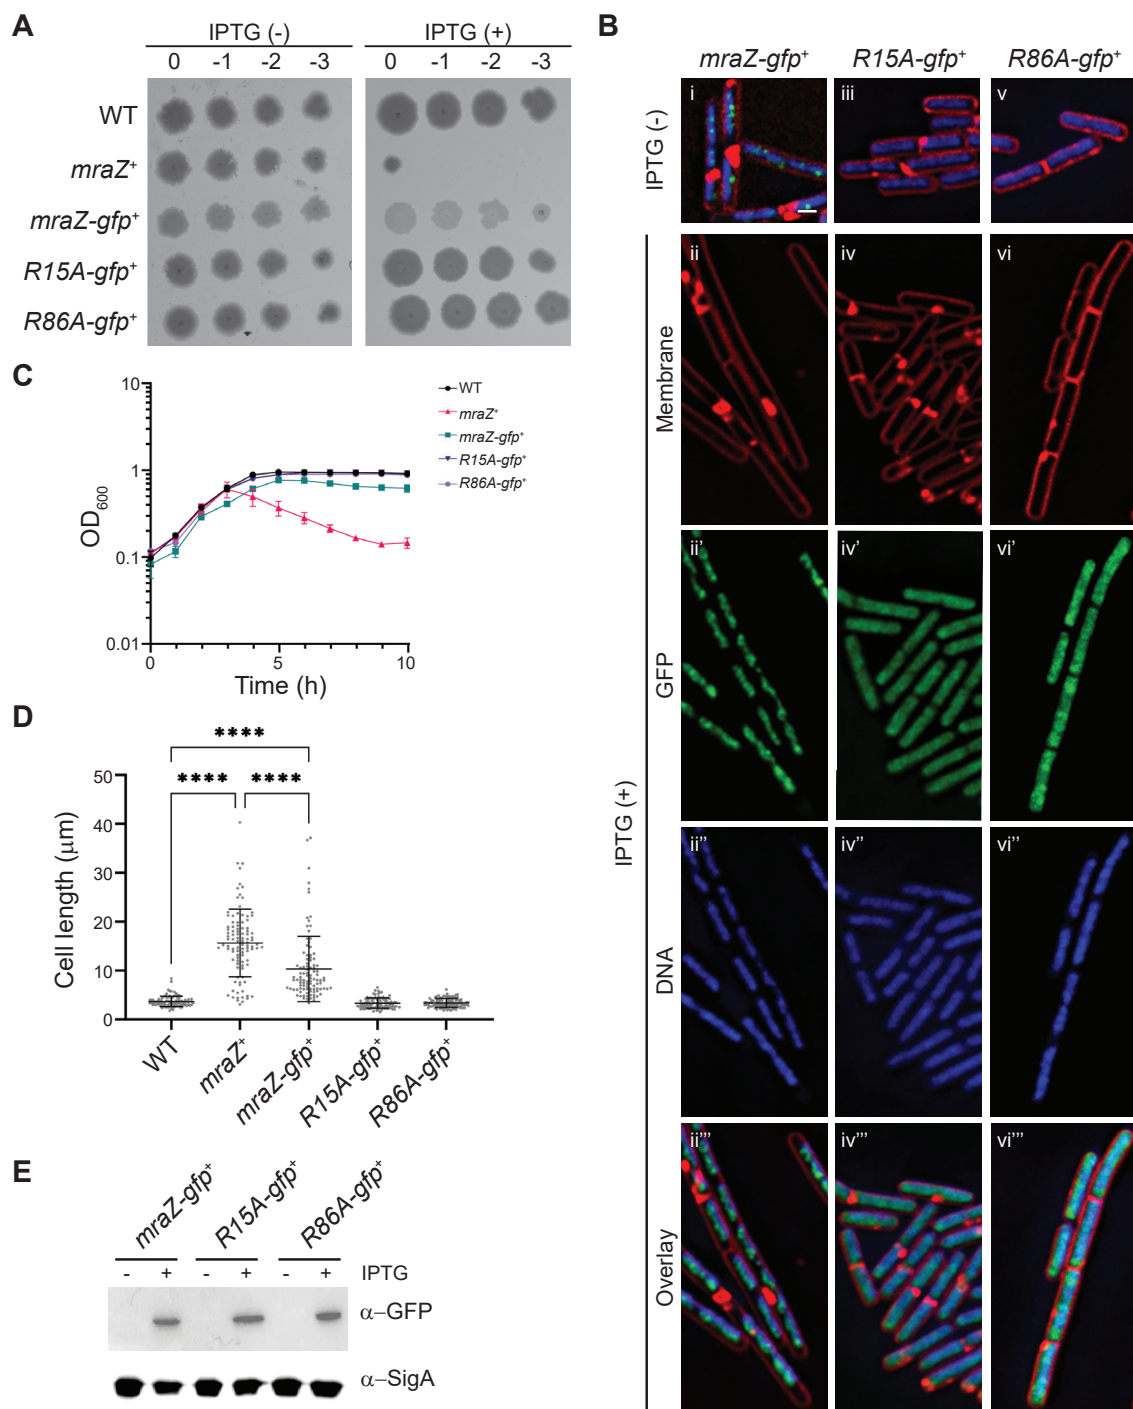 A
IPTG (-)
IPTG (+)
0 -1 -2 -3
0 -1 -2 -3
WT
mraZ⁺
mraZ-gfp⁺
R15A-gfp⁺
R86A-gfp⁺
B
mraZ-gfp⁺
R15A-gfp⁺
R86A-gfp⁺
IPTG (-)
i
iii
v
IPTG (+)
Membrane
ii
iv
vi
GFP
ii'
iv'
vi'
DNA
ii''
iv''
vi''
Overlay
ii'''
iv'''
vi'''
C
OD₆₀₀
10
1
0.1
0.01
0
5
10
Time (h)
WT
mraZ⁺
mraZ-gfp⁺
R15A-gfp⁺
R86A-gfp⁺
D
Cell length (μm)
50
40
30
20
10
0
****
**** ****
WT
mraZ⁺
mraZ-gfp⁺
R15A-gfp⁺
R86A-gfp⁺
E
mraZ-gfp⁺
R15A-gfp⁺
R86A-gfp⁺
- + - + - + IPTG
α–GFP
α–SigA